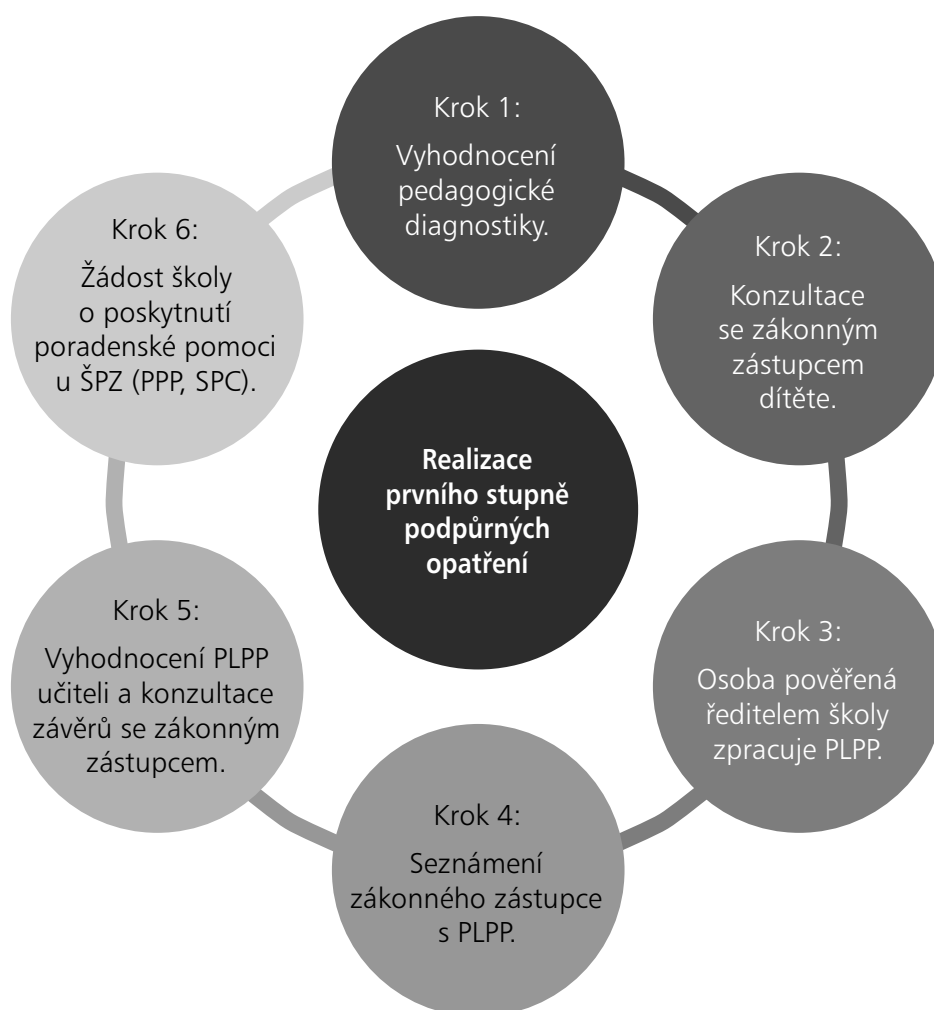 Krok 1:
Vyhodnocení
pedagogické
diagnostiky.
Krok 2:
Konzultace
se zákonným
zástupcem
dítěte.
Krok 3:
Osoba pověřená
ředitelem školy
zpracuje PLPP.
Krok 4:
Seznámení
zákonného zástupce
s PLPP.
Krok 5:
Vyhodnocení PLPP
učiteli a konzultace
závěrů se zákonným
zástupcem.
Krok 6:
Žádost školy
o poskytnutí
poradenské pomoci
u ŠPZ (PPP, SPC).
Realizace
prvního stupně
podpůrných
opatření